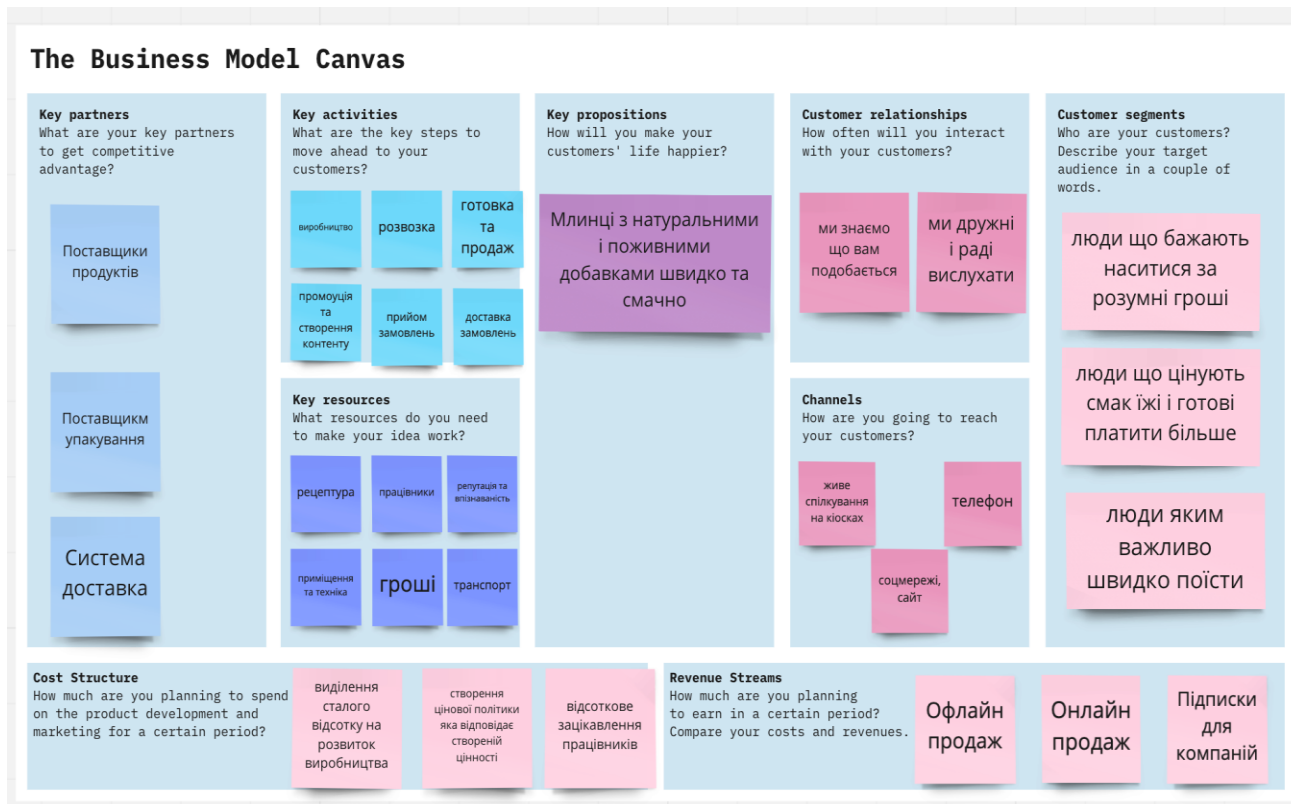 The Business Model Canvas
Key partners
What are your key partners
to get competitive
advantage?
Поставщики
продуктів
Поставщикм
упакування
Система
доставка
Key activities
What are the key steps to
move ahead to your
customers?
виробництво
розвозка
готовка
та
продаж
промоуція
та
створення
контенту
прийом
замовлень
доставка
замовлень
Key resources
What resources do you need
to make your idea work?
рецептура
працівники
репутація та
впізнаваність
приміщення
та техніка
гроші
транспорт
Key propositions
How will you make your
customers' life happier?
Млинці з натуральними
і поживними
добавками швидко та
смачно
Customer relationships
How often will you interact
with your customers?
ми знаємо
що вам
подобається
ми дружні
і раді
вислухати
Channels
How are you going to reach
your customers?
живе
спілкування
на кіосках
телефон
соцмережі,
сайт
Customer segments
Who are your customers?
Describe your target
audience in a couple of
words.
люди що бажають
наситися за
розумні гроші
люди що цінують
смак їжі і готові
платити більше
люди яким
важливо
швидко поїсти
Cost Structure
How much are you planning to spend
on the product development and
marketing for a certain period?
виділення
сталого
відсотку на
розвиток
виробництва
створення
цінової політики
яка відповідає
створеній
цінності
відсоткове
зацікавлення
працівників
Revenue Streams
How much are you planning
to earn in a certain period?
Compare your costs and revenues.
Офлайн
продаж
Онлайн
продаж
Підписки
для
компаній